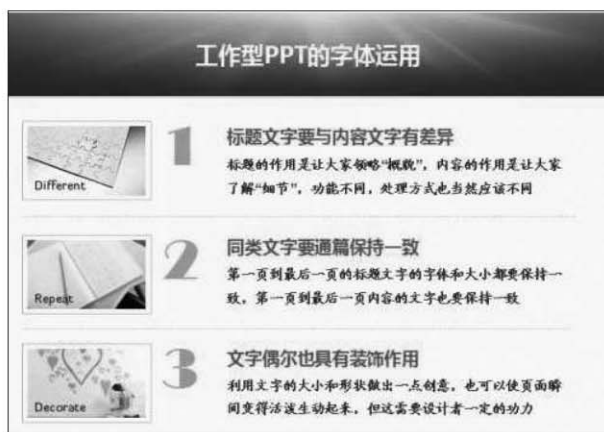 工作型PPT的字体运用
Different
1
标题文字要与内容文字有差异
标题的作用是让大家领略“概貌”，内容的作用是让大家
了解“细节”，功能不同，处理方式也当然应该不同
Repeat
2
同类文字要通篇保持一致
第一页到最后一页的标题文字的字体和大小都要保持一
致，第一页到最后一页内容的文字也要保持一致
Decorate
3
文字偶尔也具有装饰作用
利用文字的大小和形状做出一点创意，也可以使页面瞬
间变得活泼生动起来，但这需要设计者一定的功力